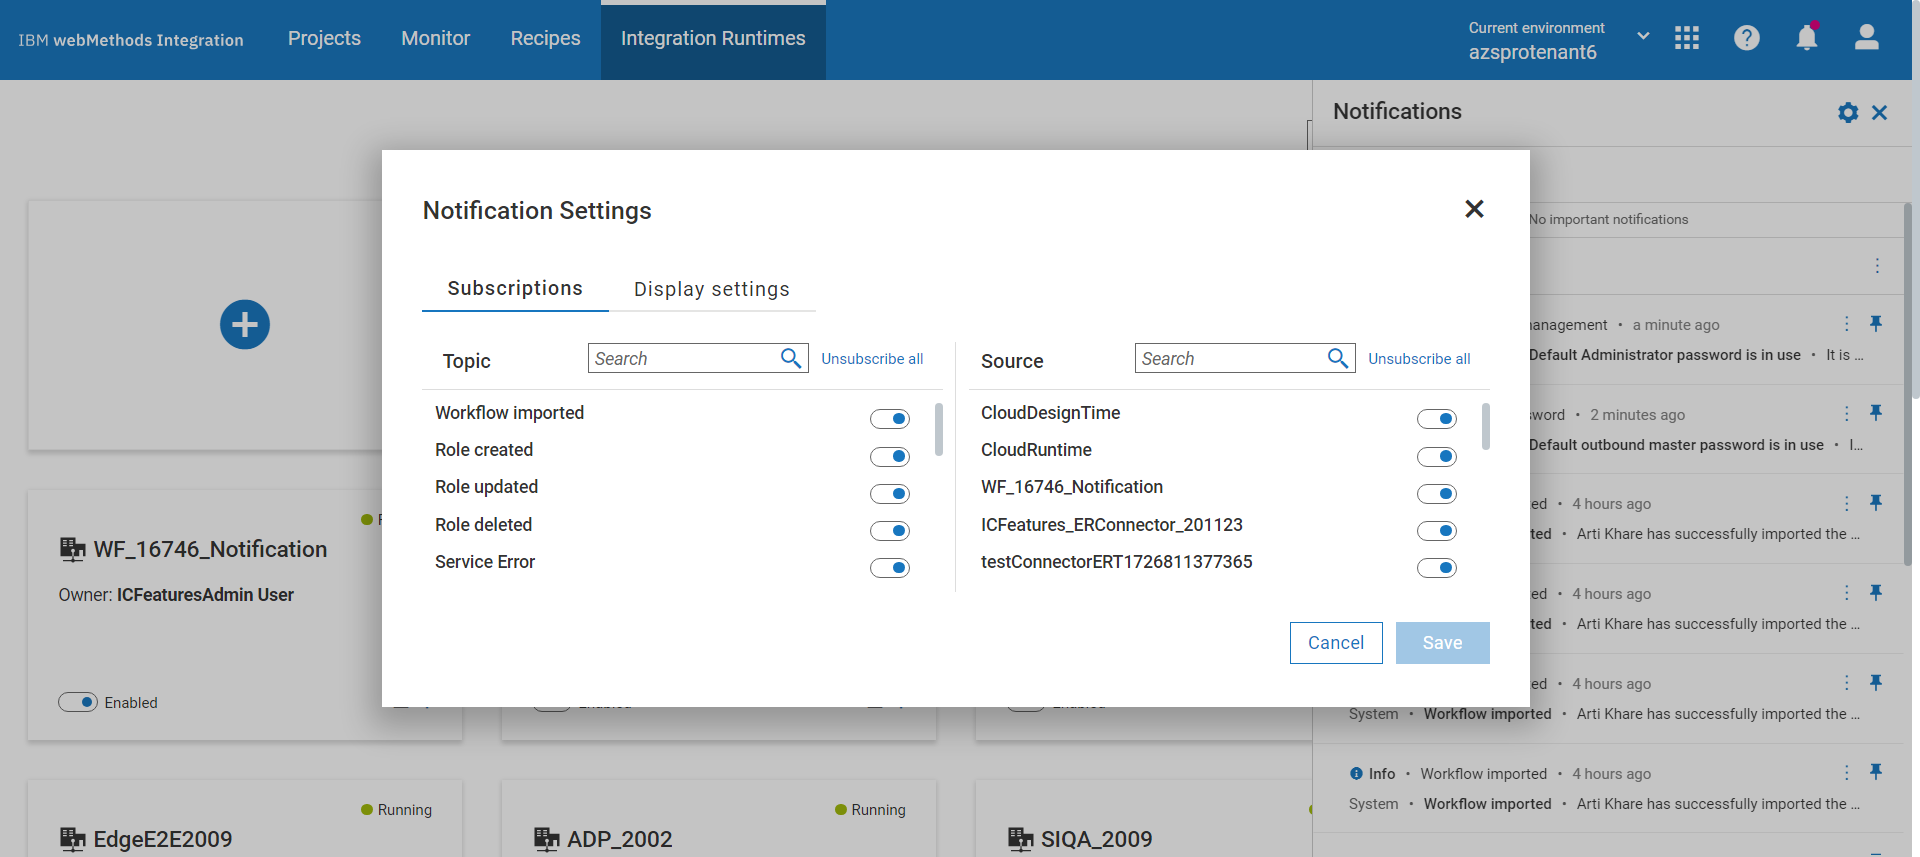 IBM webMethods Integration
Projects
Monitor
Recipes
Integration Runtimes
Current environment
azsprotenant6
Notifications
No important notifications
Notification Settings
Subscriptions
Display settings
Topic
Search
Unsubscribe all
Source
Search
Unsubscribe all
Workflow imported
Role created
Role updated
Role deleted
Service Error
CloudDesignTime
CloudRuntime
WF_16746_Notification
ICFeatures_ERConnector_201123
testConnectorERT1726811377365
Cancel
Save
anagement • a minute ago
Default Administrator password is in use • It is ...
sword • 2 minutes ago
Default outbound master password is in use • I...
ed • 4 hours ago
ted • Arti Khare has successfully imported the ...
ed • 4 hours ago
ted • Arti Khare has successfully imported the ...
ed • 4 hours ago
System • Workflow imported • Arti Khare has successfully imported the ...
Info • Workflow imported • 4 hours ago
System • Workflow imported • Arti Khare has successfully imported the ...
WF_16746_Notification
Owner: ICFeaturesAdmin User
Enabled
Running
EdgeE2E2009
Running
ADP_2002
SIQA_2009